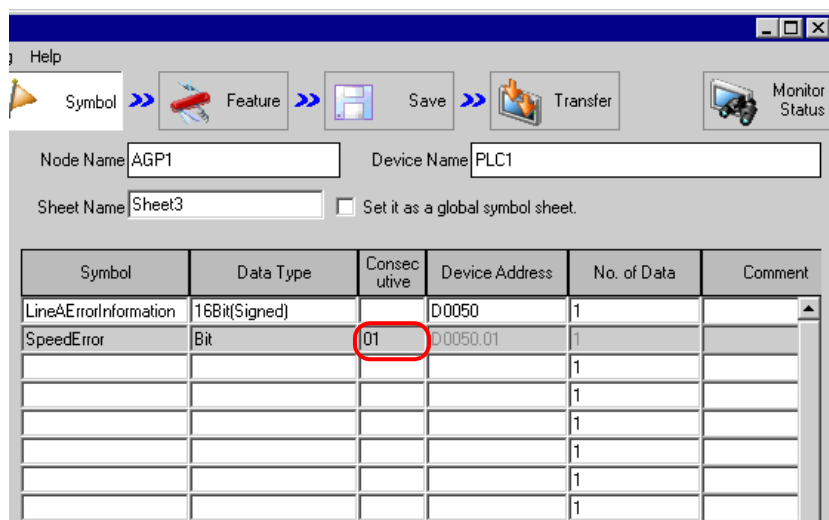 Help
Symbol Feature Save Transfer Monitor
Status
Node Name AGP1 Device Name PLC1
Sheet Name Sheet3 Set it as a global symbol sheet.
Symbol Data Type Consec
utive Device Address No. of Data Comment
LineAErrorInformation 16Bit(Signed) D0050 1
SpeedError Bit 01 D0050.01 1
1
1
1
1
1
1